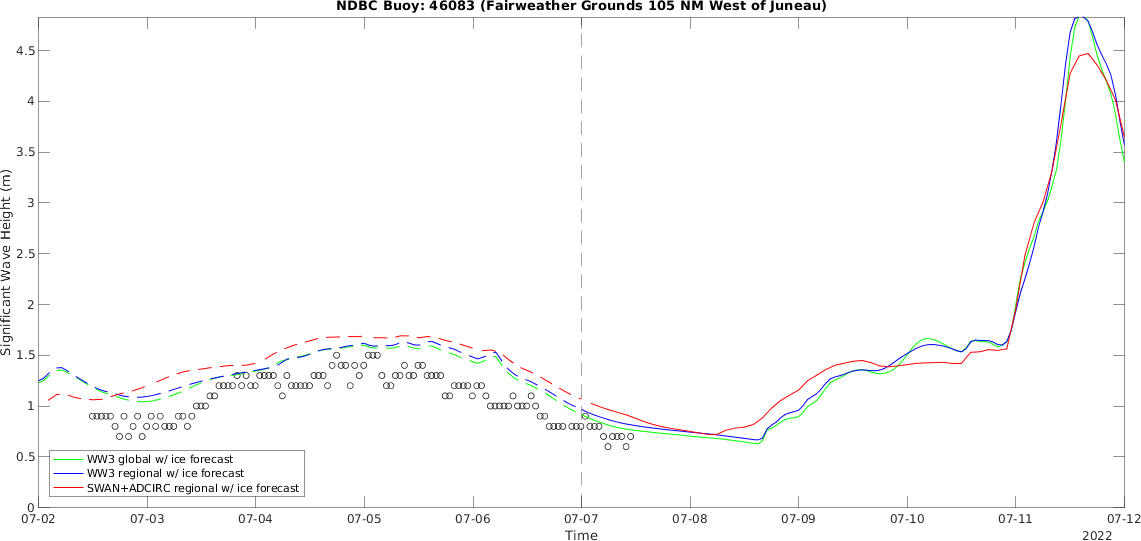 NDBC Buoy: 46083 (Fairweather Grounds 105 NM West of Juneau)
Significant Wave Height (m)
4.5
4
3.5
3
2.5
2
1.5
1
0.5
0
WW3 global w/ ice forecast
WW3 regional w/ ice forecast
SWAN+ADCIRC regional w/ ice forecast
07-02 07-03 07-04 07-05 07-06 07-07 07-08 07-09 07-10 07-11 07-12
Time
2022